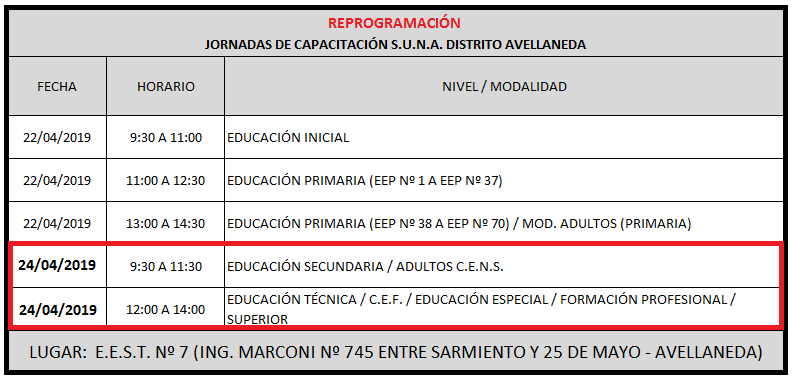 REPROGRAMACIÓN
JORNADAS DE CAPACITACIÓN S.U.N.A. DISTRITO AVELLANEDA
FECHA HORARIO NIVEL / MODALIDAD
22/04/2019 9:30 A 11:00 EDUCACIÓN INICIAL
22/04/2019 11:00 A 12:30 EDUCACIÓN PRIMARIA (EEP Nº 1 A EEP Nº 37)
22/04/2019 13:00 A 14:30 EDUCACIÓN PRIMARIA (EEP Nº 38 A EEP Nº 70) / MOD. ADULTOS (PRIMARIA)
24/04/2019 9:30 A 11:30 EDUCACIÓN SECUNDARIA / ADULTOS C.E.N.S.
24/04/2019 12:00 A 14:00 EDUCACIÓN TÉCNICA / C.E.F. / EDUCACIÓN ESPECIAL / FORMACIÓN PROFESIONAL /
SUPERIOR
LUGAR: E.E.S.T. Nº 7 (ING. MARCONI Nº 745 ENTRE SARMIENTO Y 25 DE MAYO - AVELLANEDA)